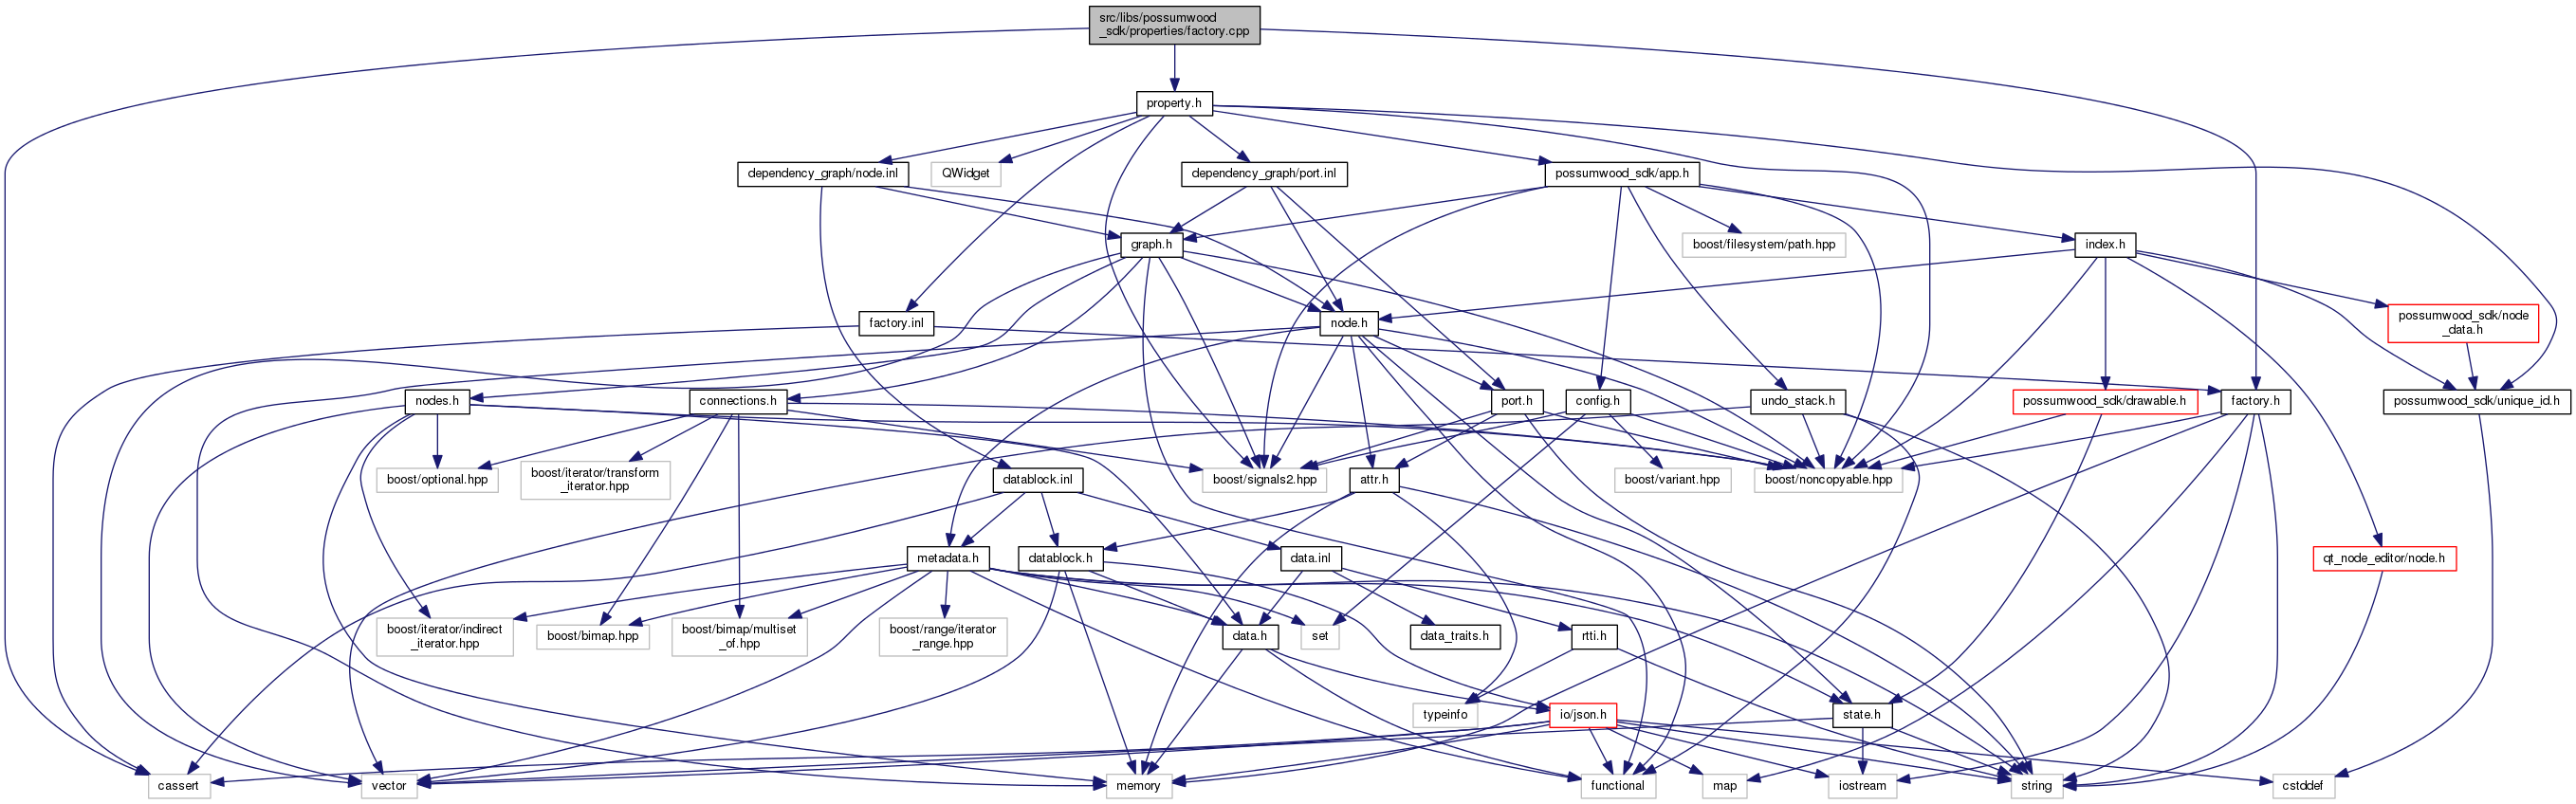 src/libs/possumwood
_sdk/properties/factory.cpp
property.h
dependency_graph/node.inl
QWidget
dependency_graph/port.inl
possumwood_sdk/app.h
graph.h
boost/filesystem/path.hpp
index.h
factory.inl
node.h
possumwood_sdk/node
_data.h
nodes.h
connections.h
port.h
config.h
undo_stack.h
possumwood_sdk/drawable.h
factory.h
possumwood_sdk/unique_id.h
boost/optional.hpp
boost/iterator/transform
_iterator.hpp
datablock.inl
boost/signals2.hpp
attr.h
boost/variant.hpp
boost/noncopyable.hpp
metadata.h
datablock.h
data.inl
qt_node_editor/node.h
boost/iterator/indirect
_iterator.hpp
boost/bimap.hpp
boost/bimap/multiset
_of.hpp
boost/range/iterator
_range.hpp
data.h
set
data_traits.h
rtti.h
typeinfo
io/json.h
state.h
cassert
vector
memory
functional
map
iostream
string
cstddef